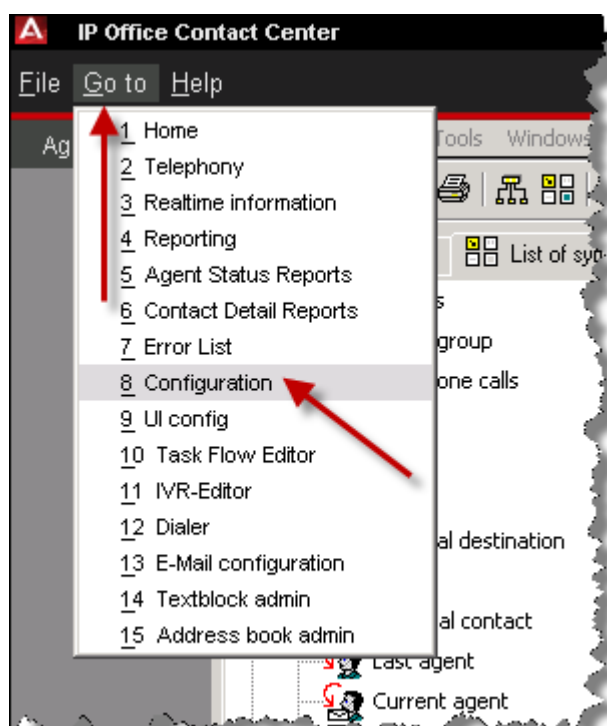 IP Office Contact Center
File Go to Help
Tools Windows
1 Home
2 Telephony
3 Realtime information
4 Reporting
List of
5 Agent Status Reports
6 Contact Detail Reports
7 Error List
group
8 Configuration
one calls
9 UI config
10 Task Flow Editor
11 IVR-Editor
12 Dialer
al destination
13 E-Mail configuration
14 Textblock admin
al contact
15 Address book admin
Last agent
Current agent